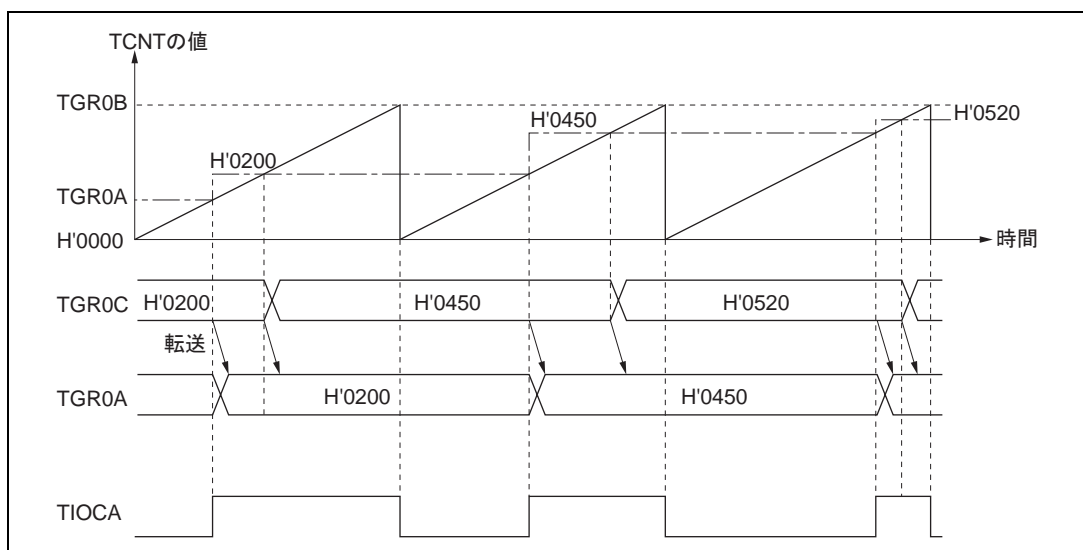 TCNTの値
TGR0B
H'0450
H'0520
H'0200
TGR0A
H'0000
時間
TGR0C
H'0200
H'0450
H'0520
転送
TGR0A
H'0200
H'0450
TIOCA